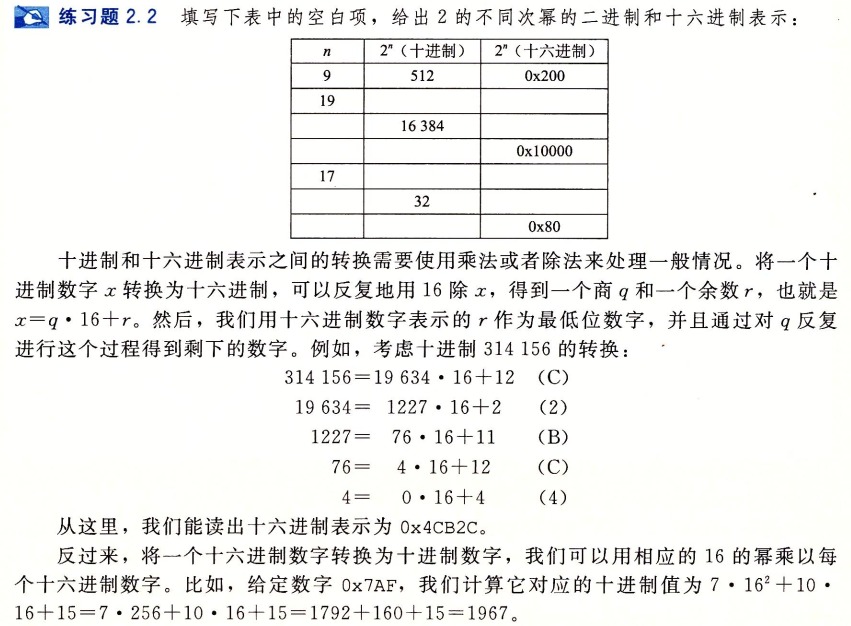 练习题 2.2 填写下表中的空白项，给出 2 的不同次幂的二进制和十六进制表示：
n 2ⁿ（十进制） 2ⁿ（十六进制）
9 512 0x200
19
16 384
0x10000
17
32
0x80
十进制和十六进制表示之间的转换需要使用乘法或者除法来处理一般情况。将一个十
进制数字 x 转换为十六进制，可以反复地用 16 除 x，得到一个商 q 和一个余数 r，也就是
x=q·16+r。然后，我们用十六进制数字表示的 r 作为最低位数字，并且通过对 q 反复
进行这个过程得到剩下的数字。例如，考虑十进制 314 156 的转换：
314 156=19 634·16+12 （C）
19 634= 1227·16+2 （2）
1227= 76·16+11 （B）
76= 4·16+12 （C）
4= 0·16+4 （4）
从这里，我们能读出十六进制表示为 0x4CB2C。
反过来，将一个十六进制数字转换为十进制数字，我们可以用相应的 16 的幂乘以每
个十六进制数字。比如，给定数字 0x7AF，我们计算它对应的十进制值为 7·16²+10·
16+15=7·256+10·16+15=1792+160+15=1967。